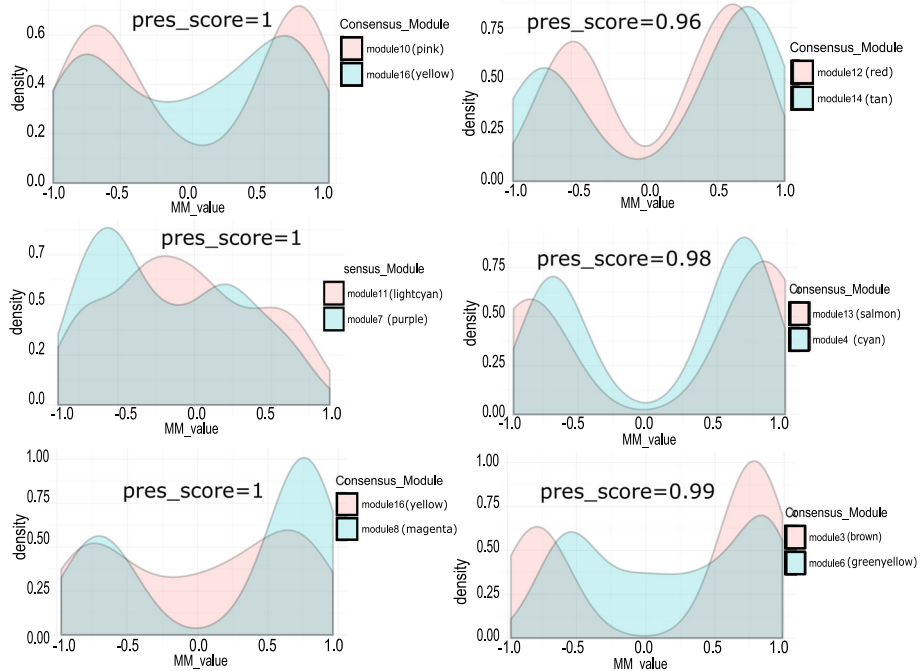 pres_score=1
Consensus_Module
module10 (pink)
module16 (yellow)
density
0.6
0.4
0.2
0.0
-1.0 -0.5 0.0 0.5 1.0
MM_value
pres_score=0.96
Consensus_Module
module12 (red)
module14 (tan)
density
0.75
0.50
0.25
0.00
-1.0 -0.5 0.0 0.5 1.0
MM_value
pres_score=1
sensus_Module
module11 (lightcyan)
module7 (purple)
density
0.7
0.5
0.2
0.0
-1.0 -0.5 0.0 0.5 1.0
MM_value
pres_score=0.98
Consensus_Module
module13 (salmon)
module4 (cyan)
density
0.75
0.50
0.25
0.00
-1.0 -0.5 0.0 0.5 1.0
MM_value
pres_score=1
Consensus_Module
module16 (yellow)
module8 (magenta)
density
1.00
0.75
0.50
0.25
0.00
-1.0 -0.5 0.0 0.5 1.0
MM_value
pres_score=0.99
Consensus_Module
module3 (brown)
module6 (greenyellow)
density
1.00
0.75
0.50
0.25
0.00
-1.0 -0.5 0.0 0.5 1.0
MM_value